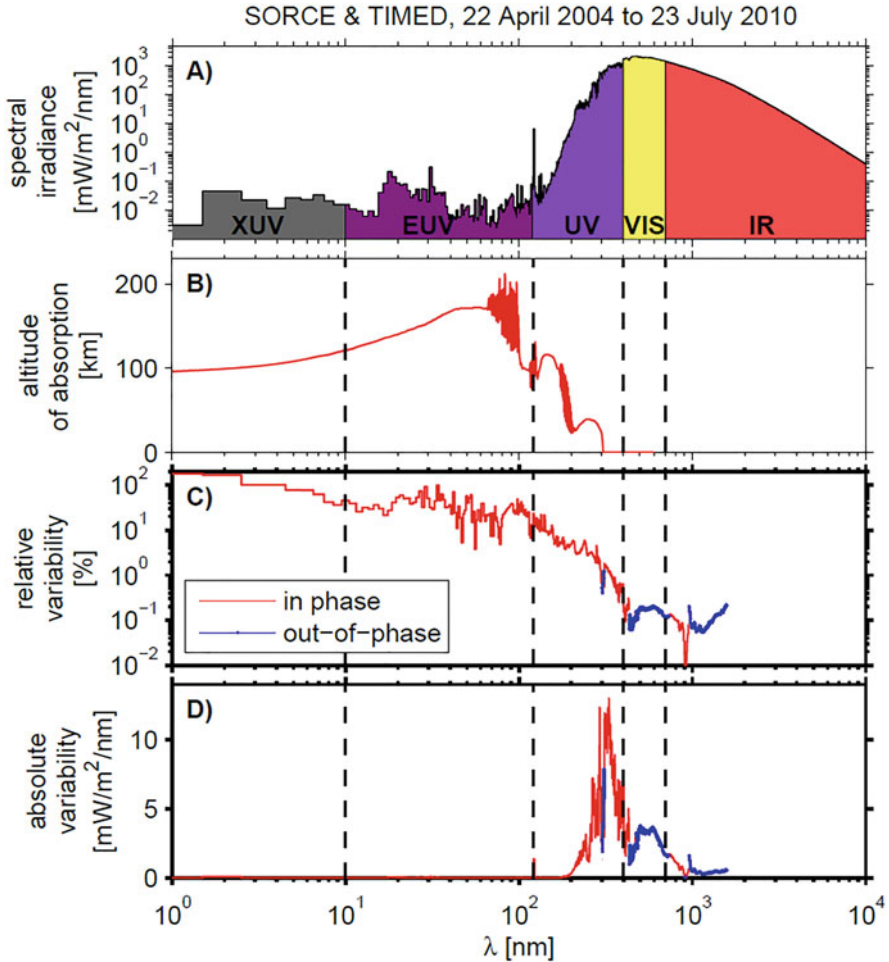 SORCE & TIMED, 22 April 2004 to 23 July 2010
A)
spectral
irradiance
[mW/m²/nm]
10³
10²
10¹
10⁰
10⁻¹
10⁻²
XUV
EUV
UV
VIS
IR
B)
altitude
of absorption
[km]
200
100
0
C)
relative
variability
[%]
10²
10¹
10⁰
10⁻¹
10⁻²
in phase
out-of-phase
D)
absolute
variability
[mW/m²/nm]
10
5
0
10⁰
10¹
10²
10³
10⁴
λ [nm]